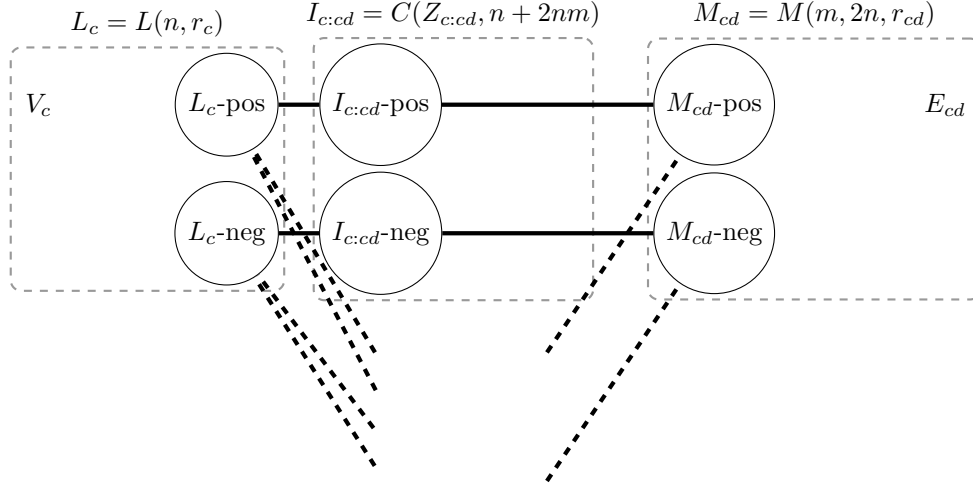 L_c = L(n, r_c)
I_{c:cd} = C(Z_{c:cd}, n + 2nm)
M_{cd} = M(m, 2n, r_{cd})
V_c
L_c-pos
I_{c:cd}-pos
M_{cd}-pos
E_{cd}
L_c-neg
I_{c:cd}-neg
M_{cd}-neg